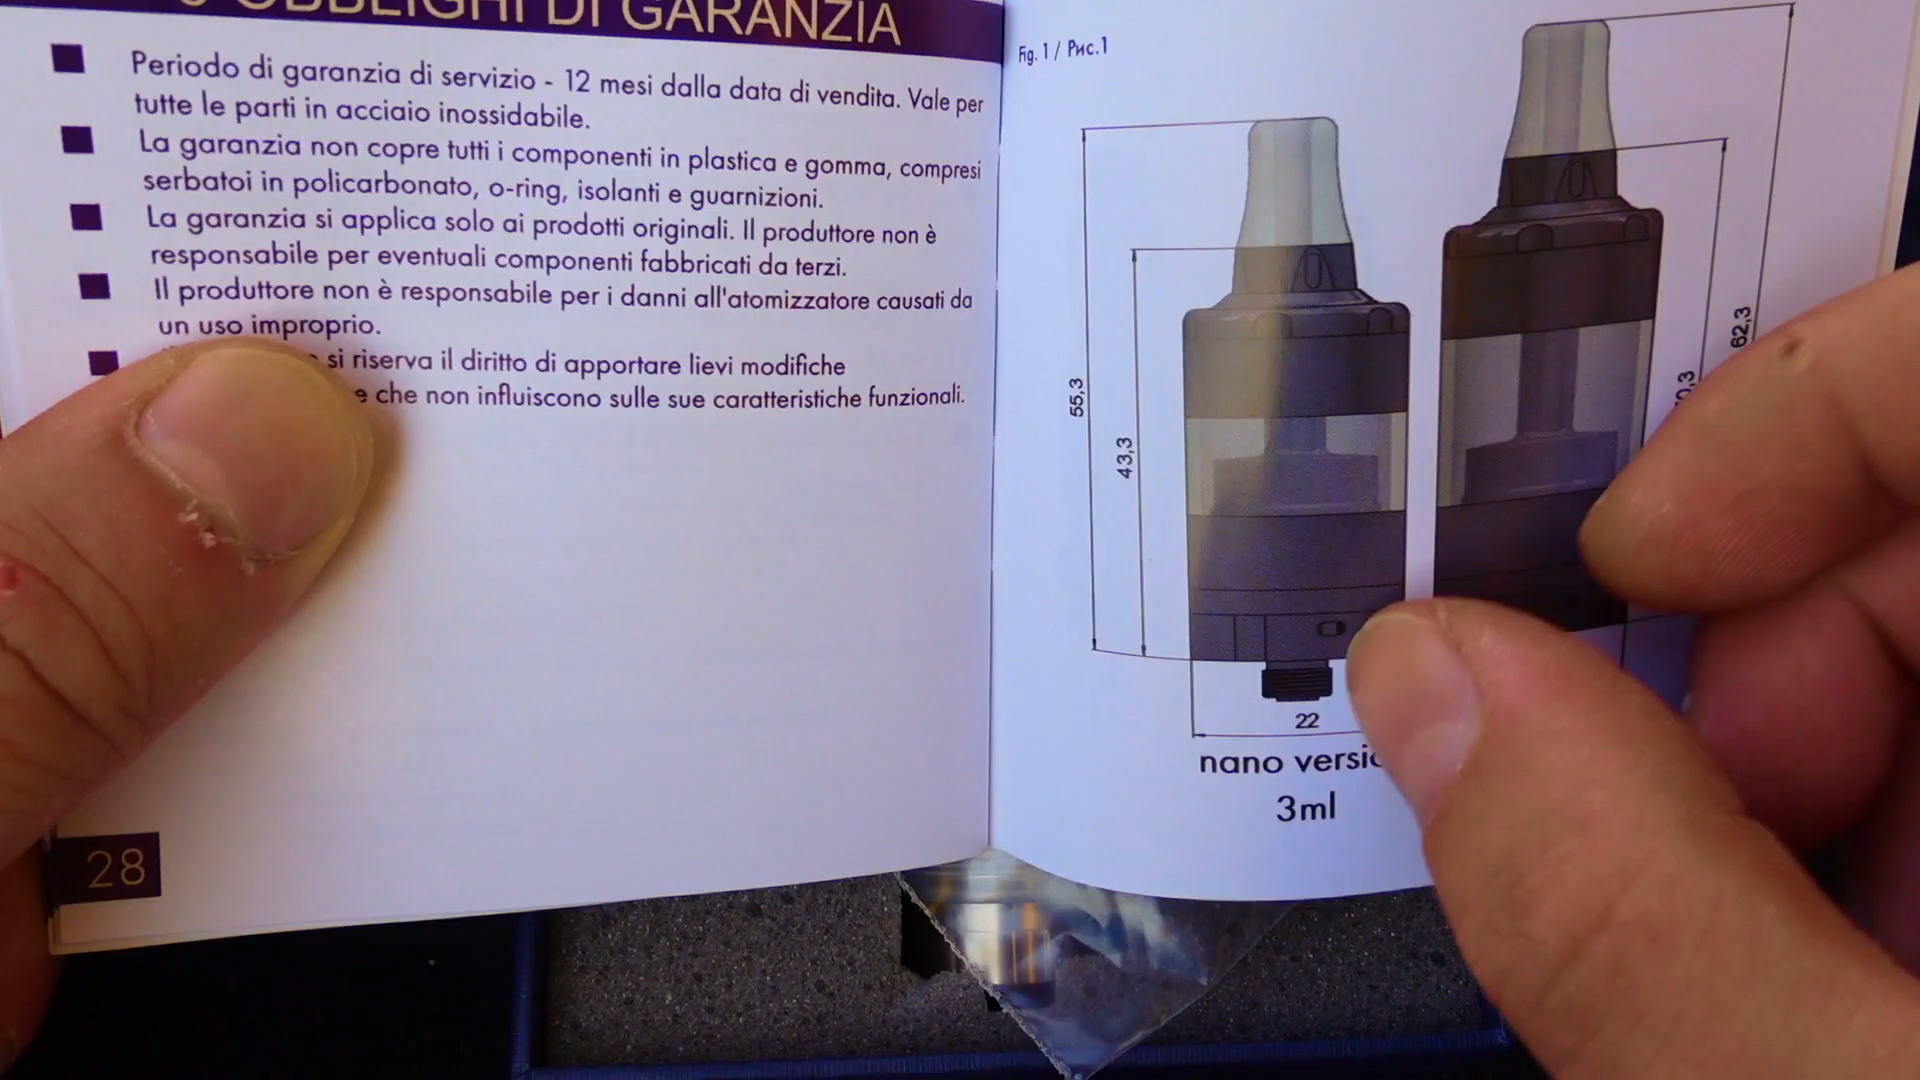 OBBLIGHI DI GARANZIA
Periodo di garanzia di servizio - 12 mesi dalla data di vendita. Vale per
tutte le parti in acciaio inossidabile.
La garanzia non copre tutti i componenti in plastica e gomma, compresi
serbatoi in policarbonato, o-ring, isolanti e guarnizioni.
La garanzia si applica solo ai prodotti originali. Il produttore non è
responsabile per eventuali componenti fabbricati da terzi.
Il produttore non è responsabile per i danni all'atomizzatore causati da
un uso improprio.
si riserva il diritto di apportare lievi modifiche
e che non influiscono sulle sue caratteristiche funzionali.
28
Fig. 1 / Рис.1
55,3
43,3
62,3
22
nano
3ml